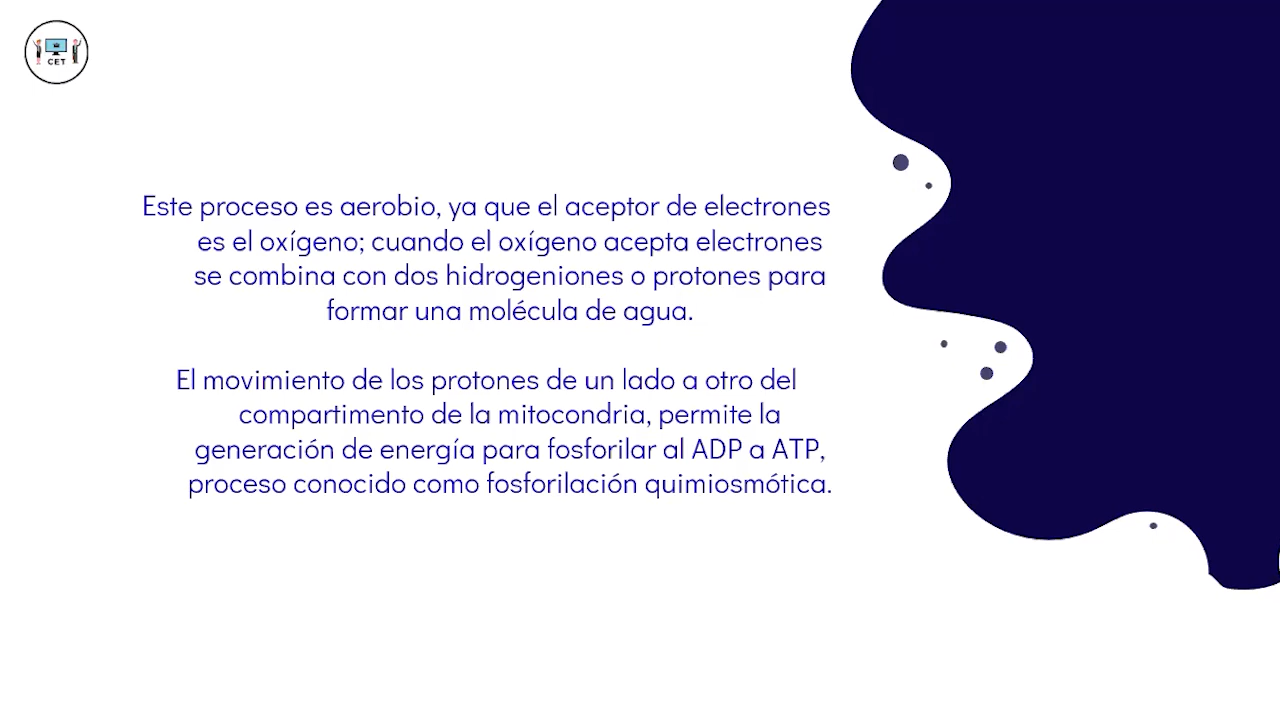 CET
Este proceso es aerobio, ya que el aceptor de electrones
es el oxígeno; cuando el oxígeno acepta electrones
se combina con dos hidrogeniones o protones para
formar una molécula de agua.
El movimiento de los protones de un lado a otro del
compartimento de la mitocondria, permite la
generación de energía para fosforilar al ADP a ATP,
proceso conocido como fosforilación quimiosmótica.